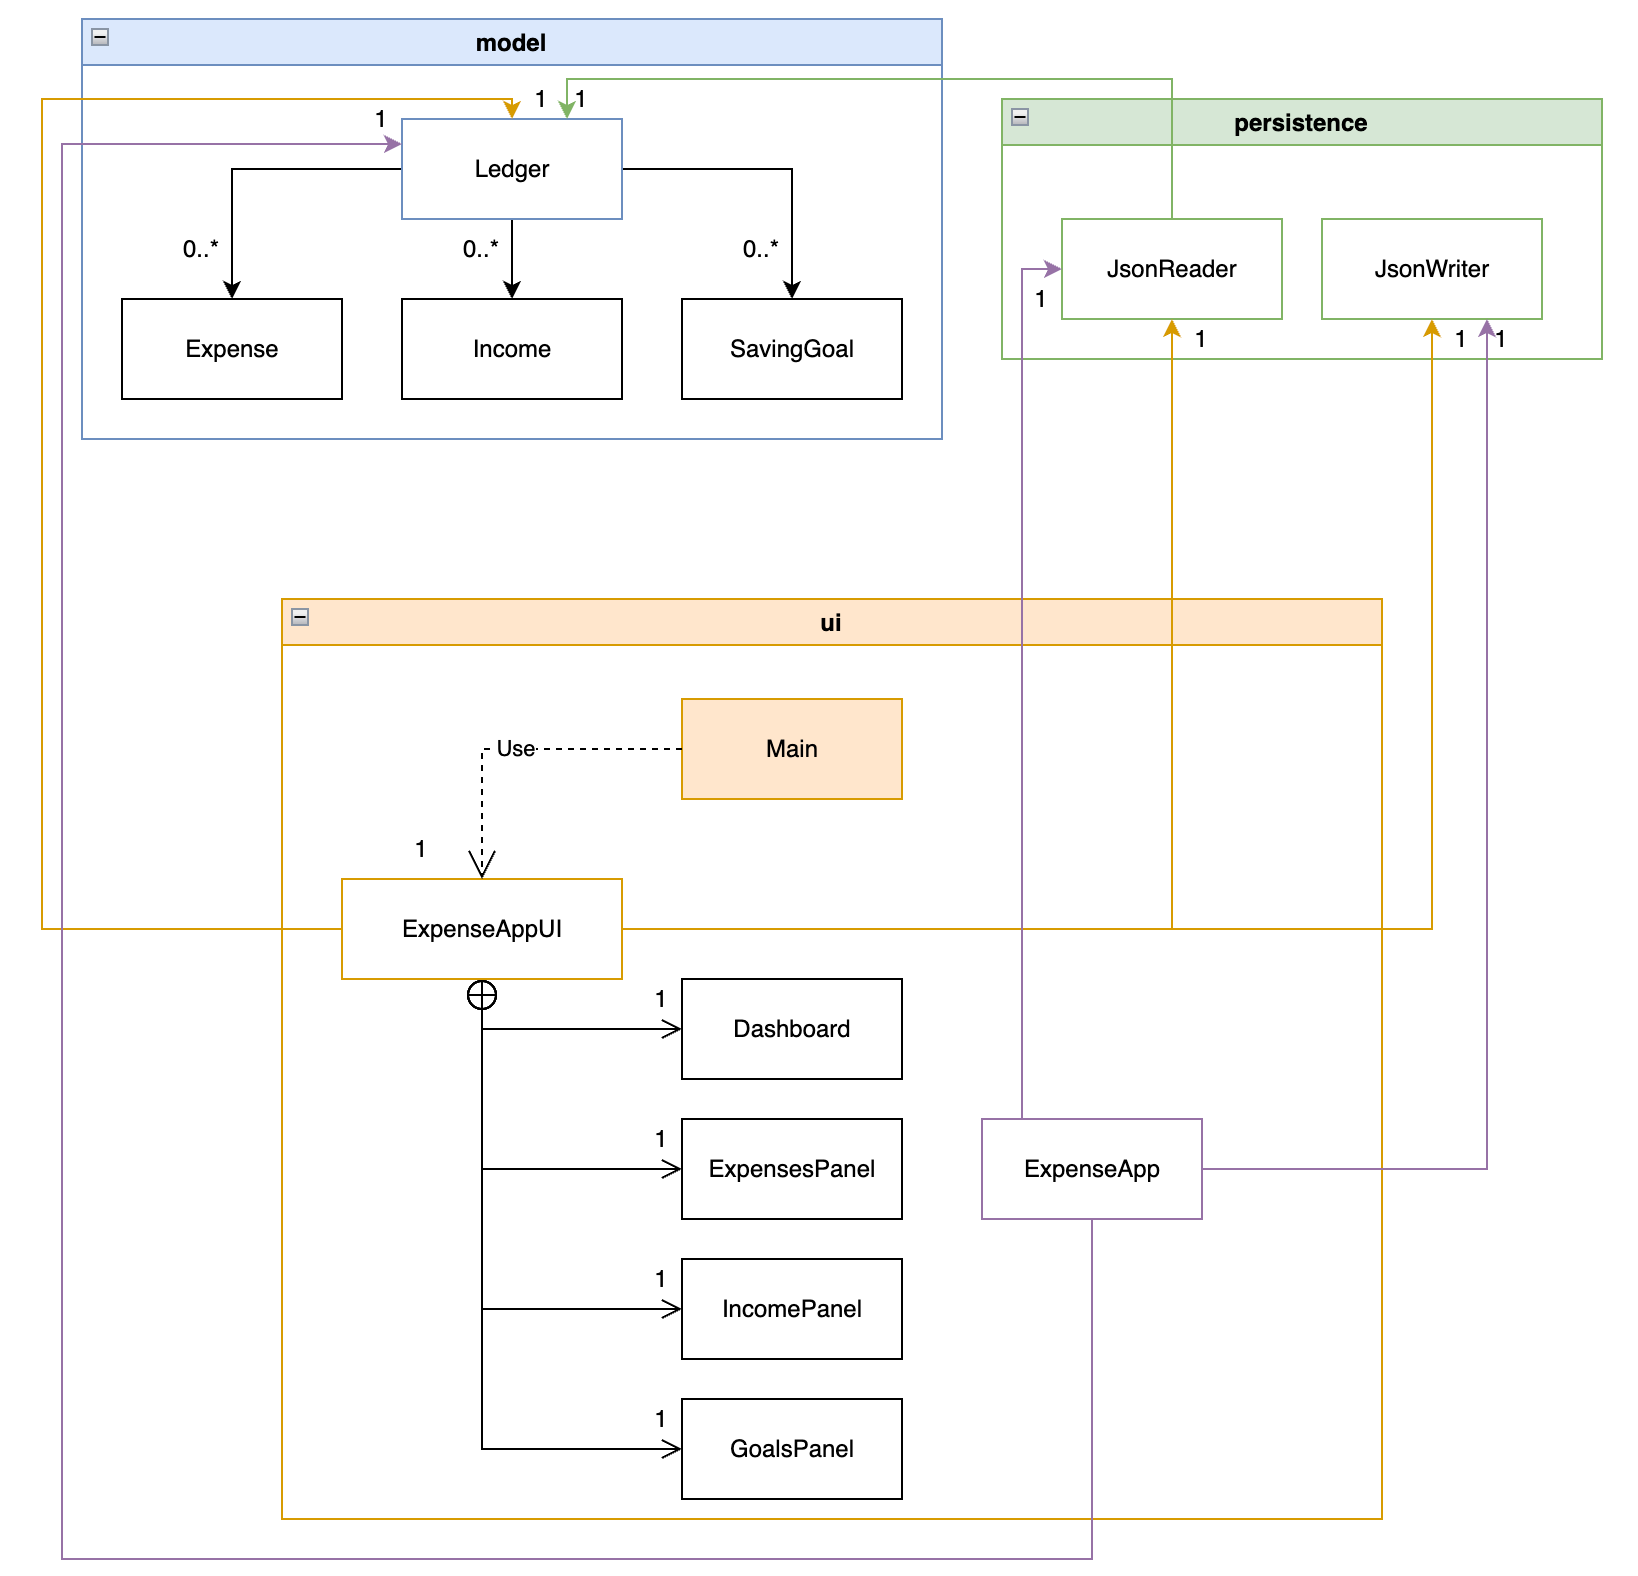 model
1
1
1
Ledger
0..*
0..*
0..*
Expense
Income
SavingGoal
persistence
JsonReader
JsonWriter
1
1
1
1
ui
Main
Use
1
ExpenseAppUI
1
Dashboard
1
ExpensesPanel
ExpenseApp
1
IncomePanel
1
GoalsPanel